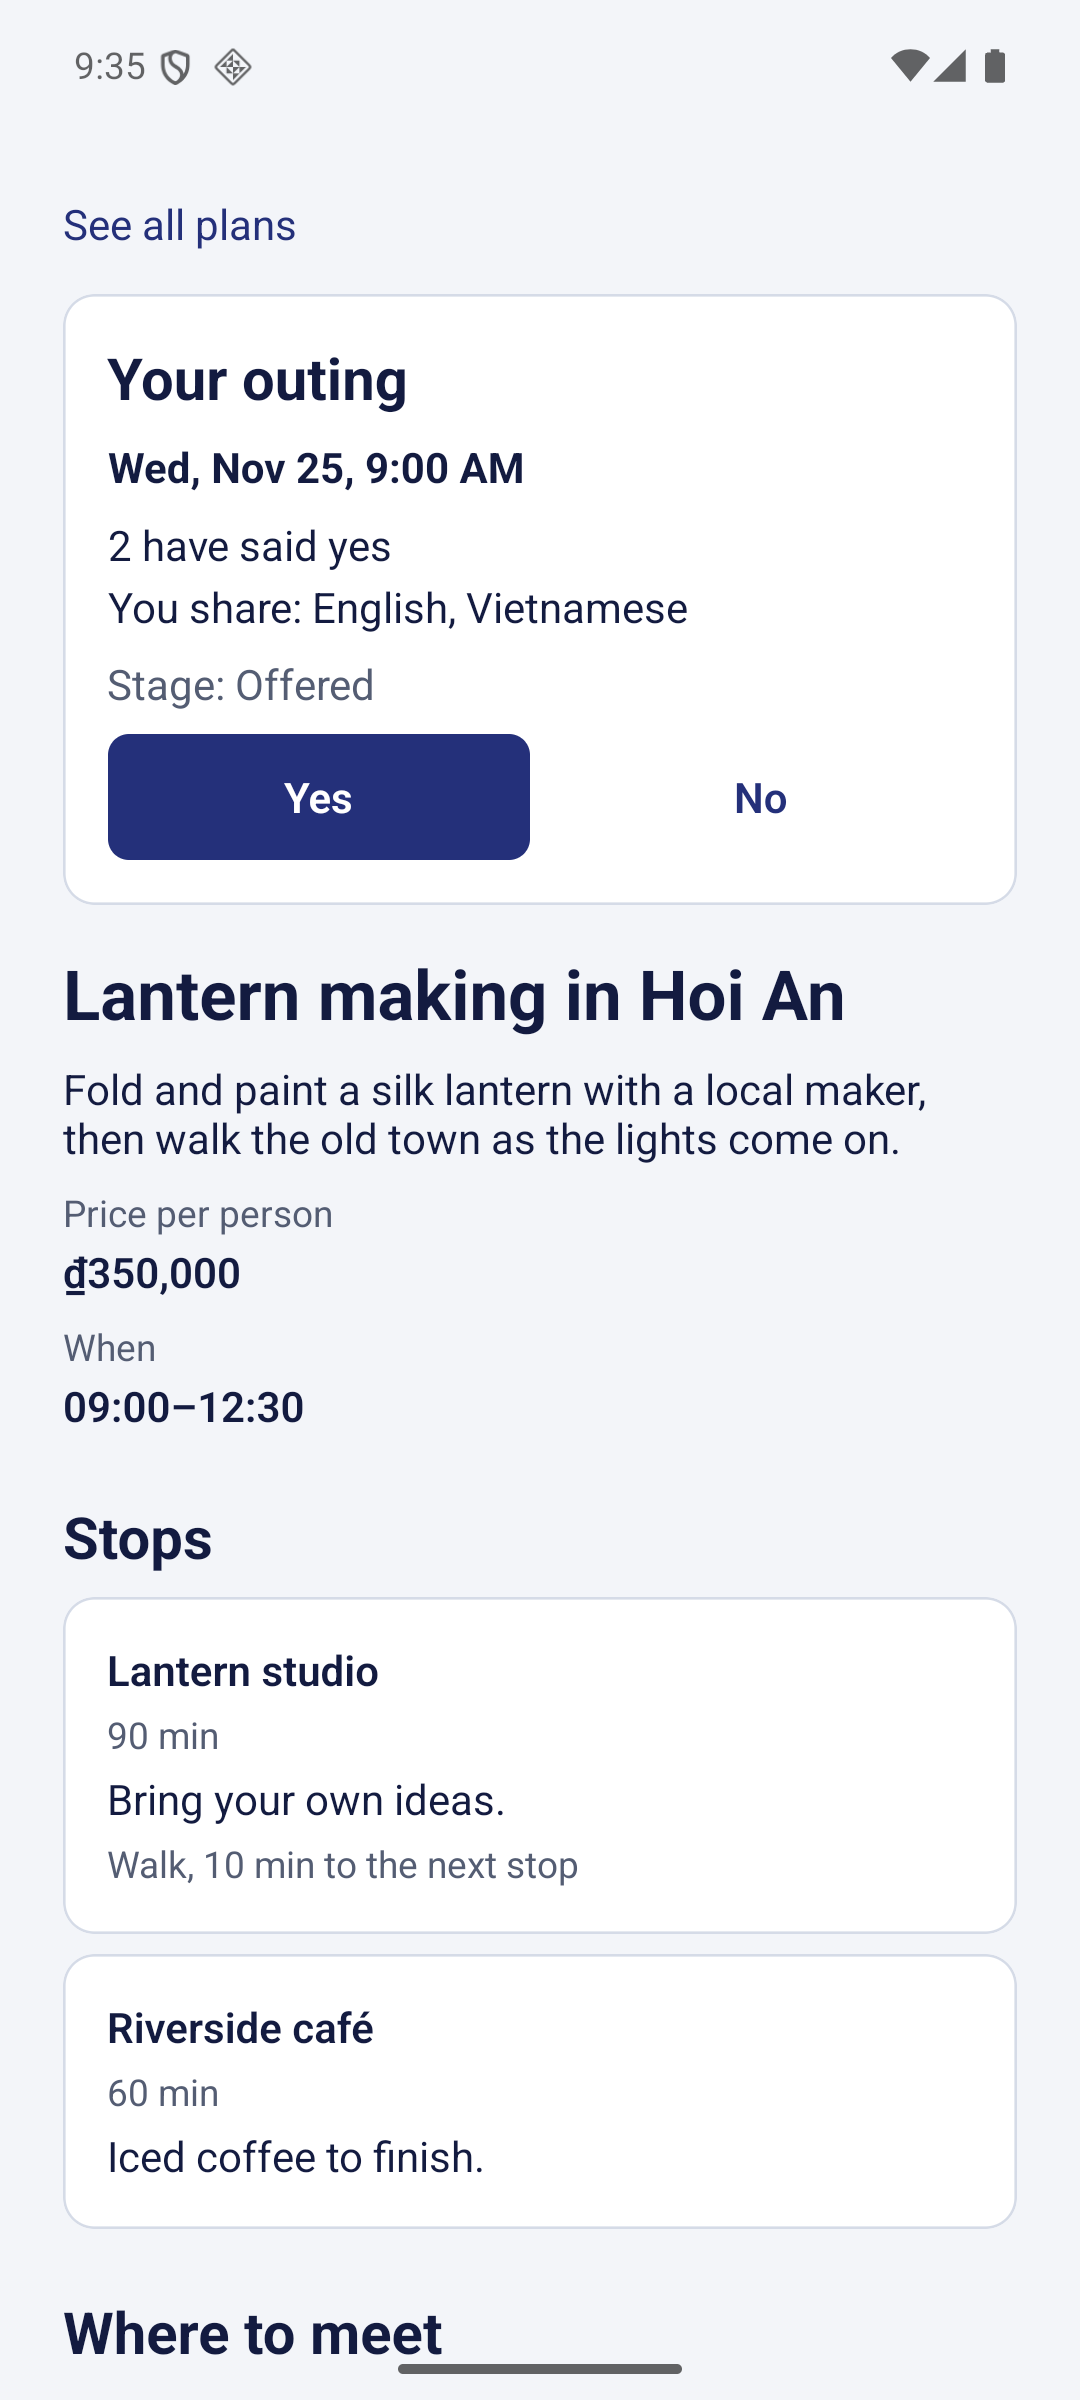 9:35
See all plans
Your outing
Wed, Nov 25, 9:00 AM
2 have said yes
You share: English, Vietnamese
Stage: Offered
Yes
No
Lantern making in Hoi An
Fold and paint a silk lantern with a local maker,
then walk the old town as the lights come on.
Price per person
₫350,000
When
09:00–12:30
Stops
Lantern studio
90 min
Bring your own ideas.
Walk, 10 min to the next stop
Riverside café
60 min
Iced coffee to finish.
Where to meet